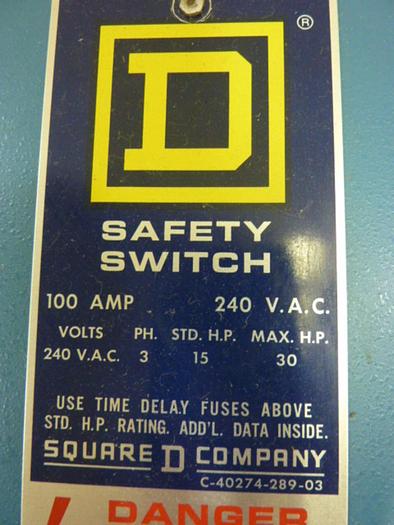 D ®
SAFETY
SWITCH
100 AMP 240 V.A.C.
VOLTS PH. STD. H.P. MAX. H.P.
240 V.A.C. 3 15 30
USE TIME DELAY FUSES ABOVE
STD. H.P. RATING. ADD'L. DATA INSIDE.
SQUARE D COMPANY
C-40274-289-03
DANGER